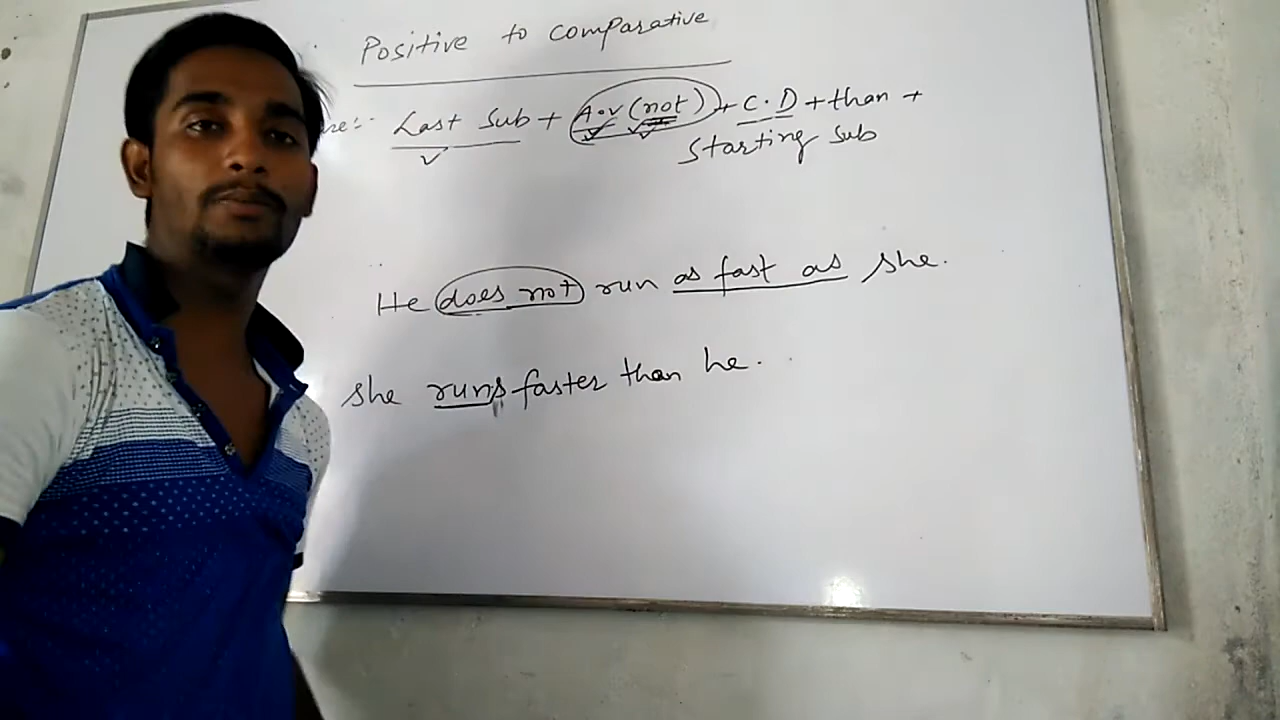 Positive to comparative
Last Sub + A.V (not) + C.D + than +
Starting sub
He does not run as fast as she.
she runs faster than he.